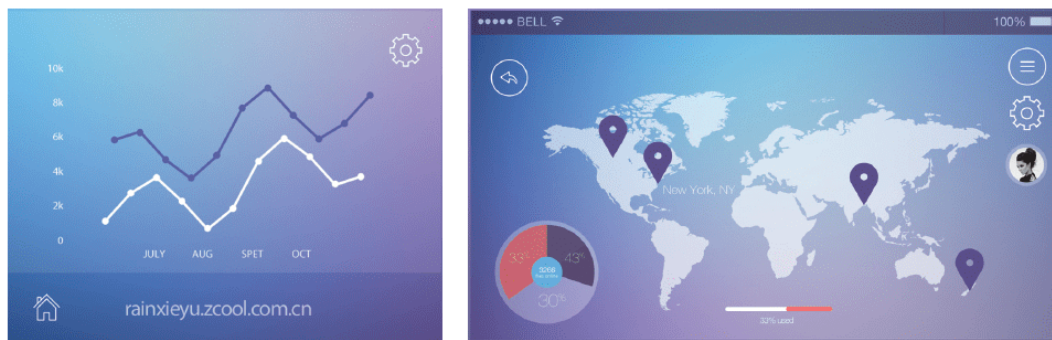 10k
8k
6k
4k
2k
0
JULY AUG SPET OCT
rainxieyu.zcool.com.cn
BELL
100%
New York, NY
33%
43%
30%
33% used